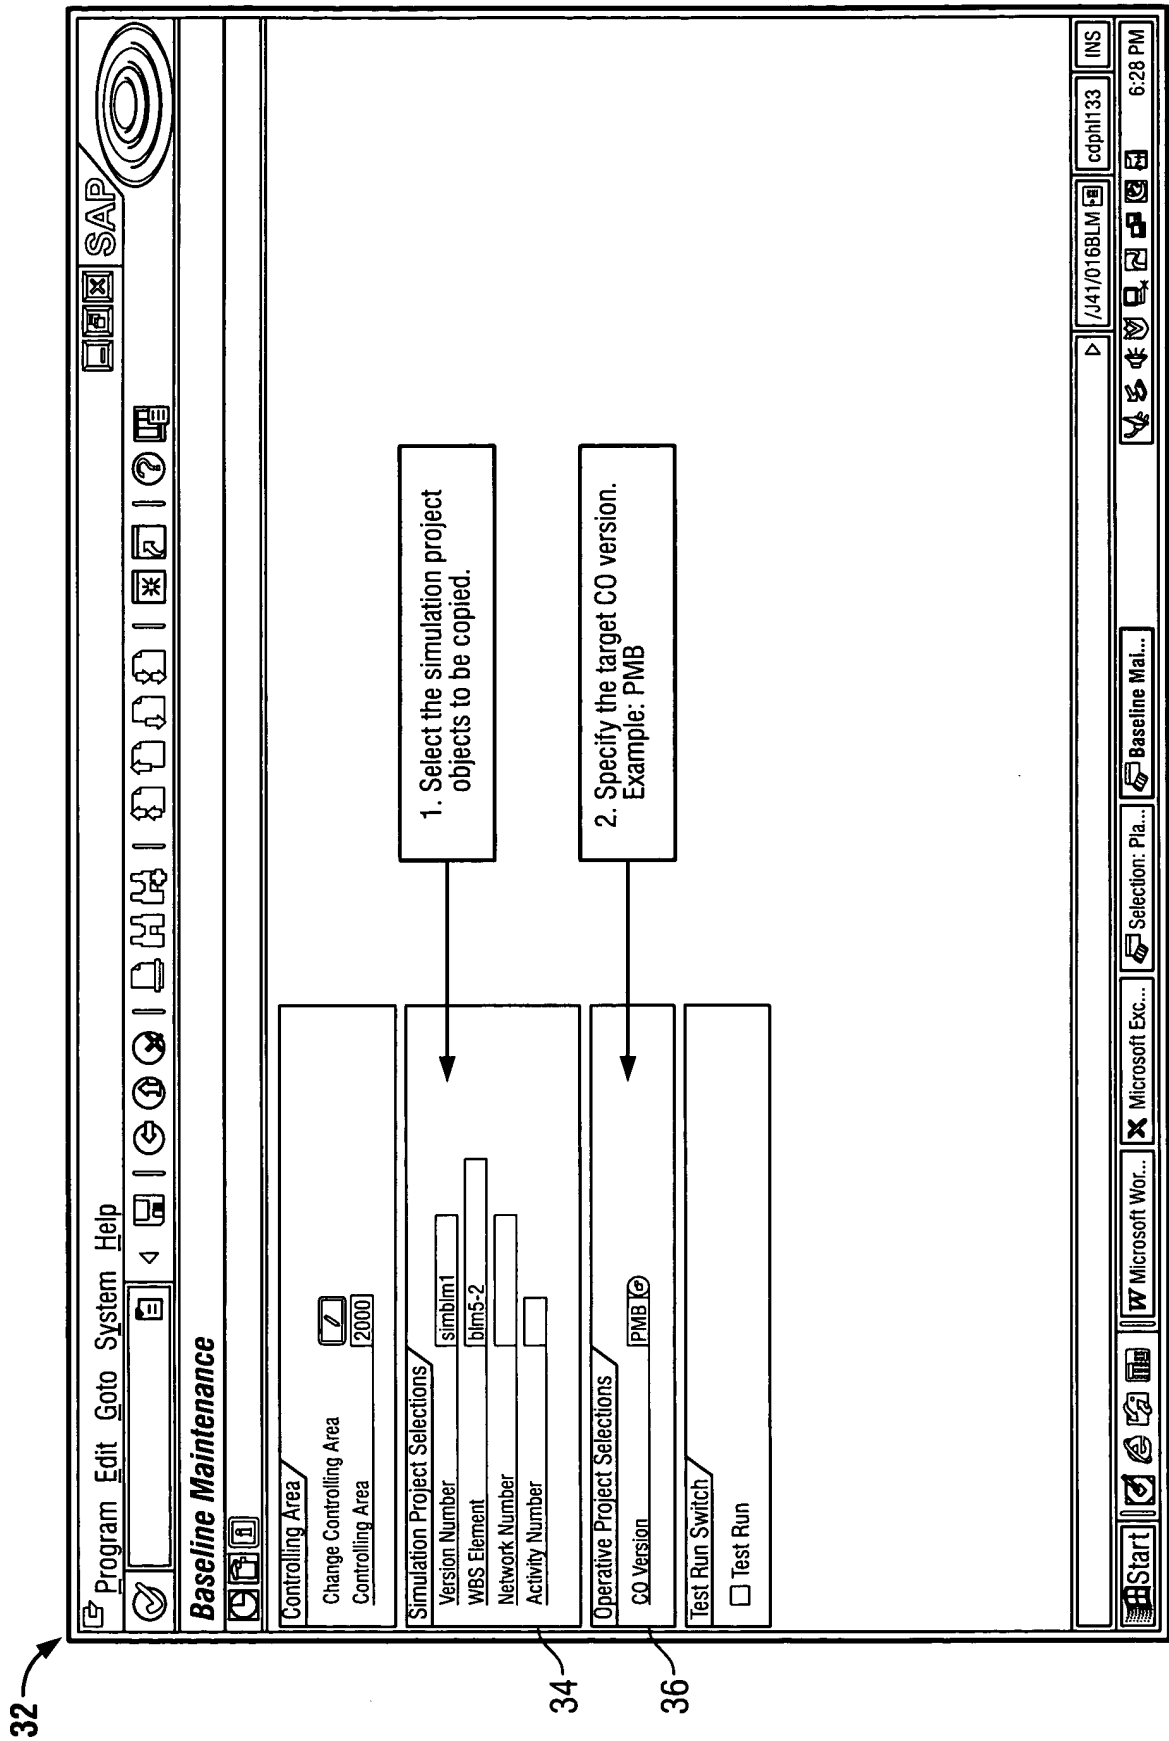 32
Program Edit Goto System Help
SAP
Baseline Maintenance
Controlling Area
Change Controlling Area
Controlling Area 2000
Simulation Project Selections
Version Number simblm1
WBS Element blm5-2
Network Number
Activity Number
1. Select the simulation project
objects to be copied.
34
Operative Project Selections
CO Version PMB
2. Specify the target CO version.
Example: PMB
36
Test Run Switch
Test Run
/J41/016BLM cdphl133 INS
Start W Microsoft Wor... X Microsoft Exc... Selection: Pla... Baseline Mai... 6:28 PM